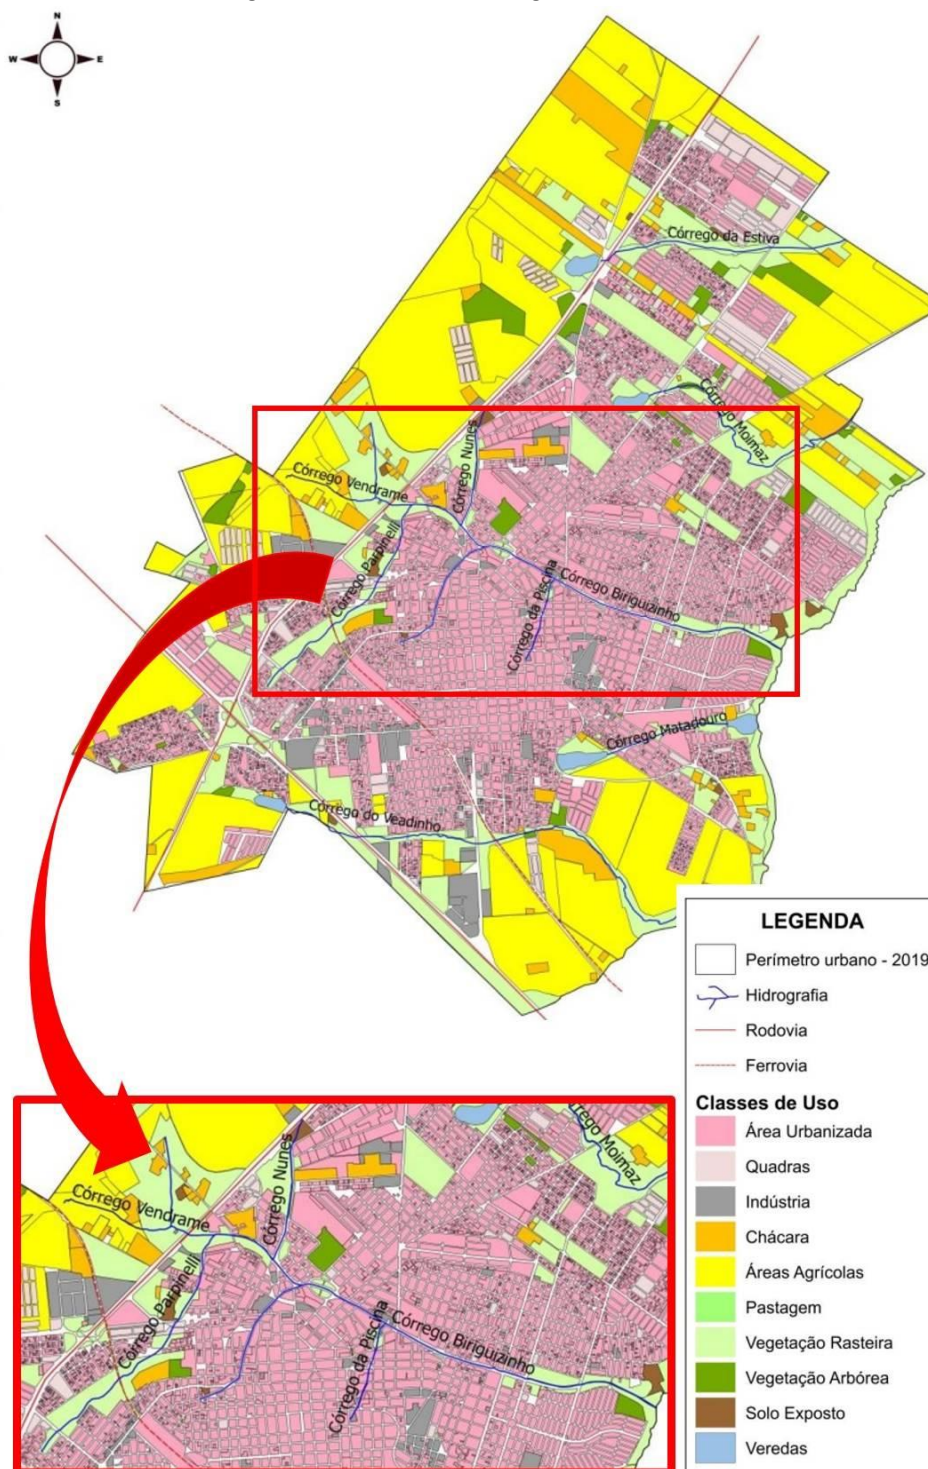 N
W E
S
Córrego da Estiva
Córrego Moimaz
Córrego Nunes
Córrego Vendrame
Córrego Parpinelli
Córrego da Piscina
Córrego Biriguizinho
Córrego Matadouro
Córrego do Veadinho
LEGENDA
Perímetro urbano - 2019
Hidrografia
Rodovia
Ferrovia
Classes de Uso
Área Urbanizada
Quadras
Indústria
Chácara
Áreas Agrícolas
Pastagem
Vegetação Rasteira
Vegetação Arbórea
Solo Exposto
Veredas
Córrego Moimaz
Córrego Nunes
Córrego Vendrame
Córrego Parpinelli
Córrego da Piscina
Córrego Biriguizinho